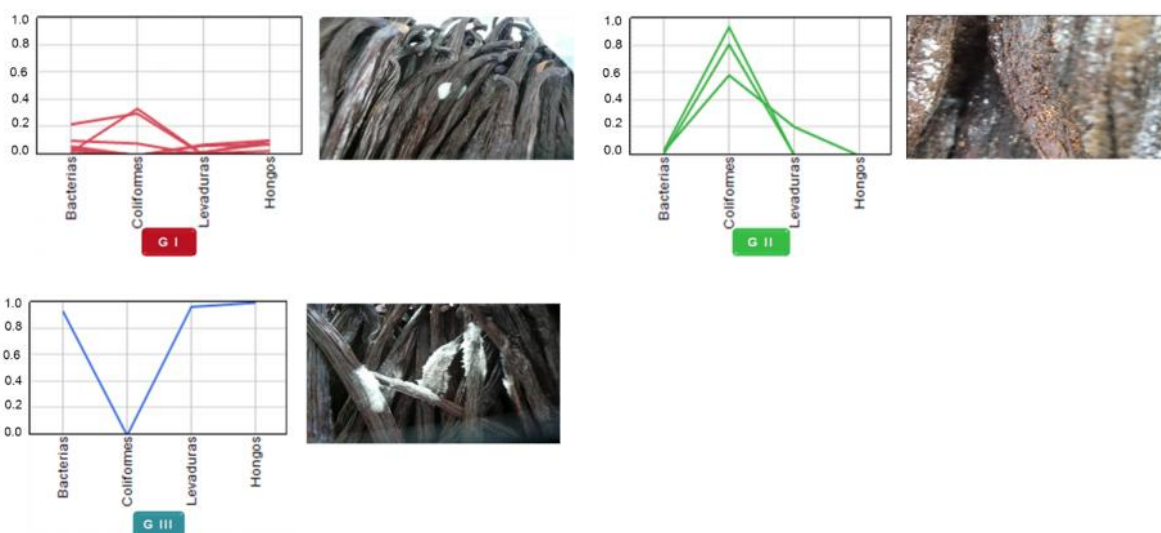 1.0
0.8
0.6
0.4
0.2
0.0
Bacterias
Coliformes
Levaduras
Hongos
G I
1.0
0.8
0.6
0.4
0.2
0.0
Bacterias
Coliformes
Levaduras
Hongos
G II
1.0
0.8
0.6
0.4
0.2
0.0
Bacterias
Coliformes
Levaduras
Hongos
G III